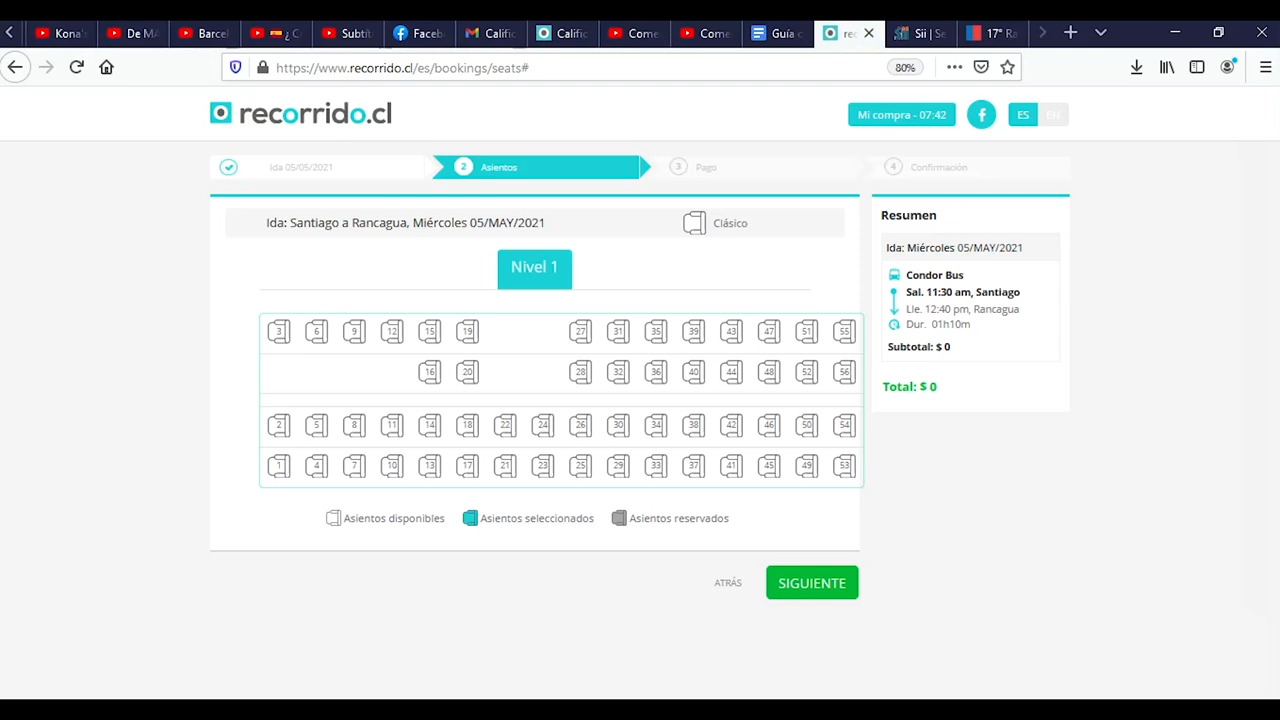 Kona's
De MA
Barcel
¿ C
Subtit
Faceb
Calific
Calific
Come
Come
Guía c
rec
Sii | Se
17° Ra
https://www.recorrido.cl/es/bookings/seats#
80%
recorrido.cl
Mi compra - 07:42
ES
EN
Ida 05/05/2021
2 Asientos
3 Pago
4 Confirmación
Ida: Santiago a Rancagua, Miércoles 05/MAY/2021
Clásico
Nivel 1
3 6 9 12 15 19 27 31 35 39 43 47 51 55
16 20 28 32 36 40 44 48 52 56
2 5 8 11 14 18 22 24 26 30 34 38 42 46 50 54
1 4 7 10 13 17 21 23 25 29 33 37 41 45 49 53
Asientos disponibles
Asientos seleccionados
Asientos reservados
ATRÁS
SIGUIENTE
Resumen
Ida: Miércoles 05/MAY/2021
Condor Bus
Sal. 11:30 am, Santiago
Lle. 12:40 pm, Rancagua
Dur. 01h10m
Subtotal: $ 0
Total: $ 0